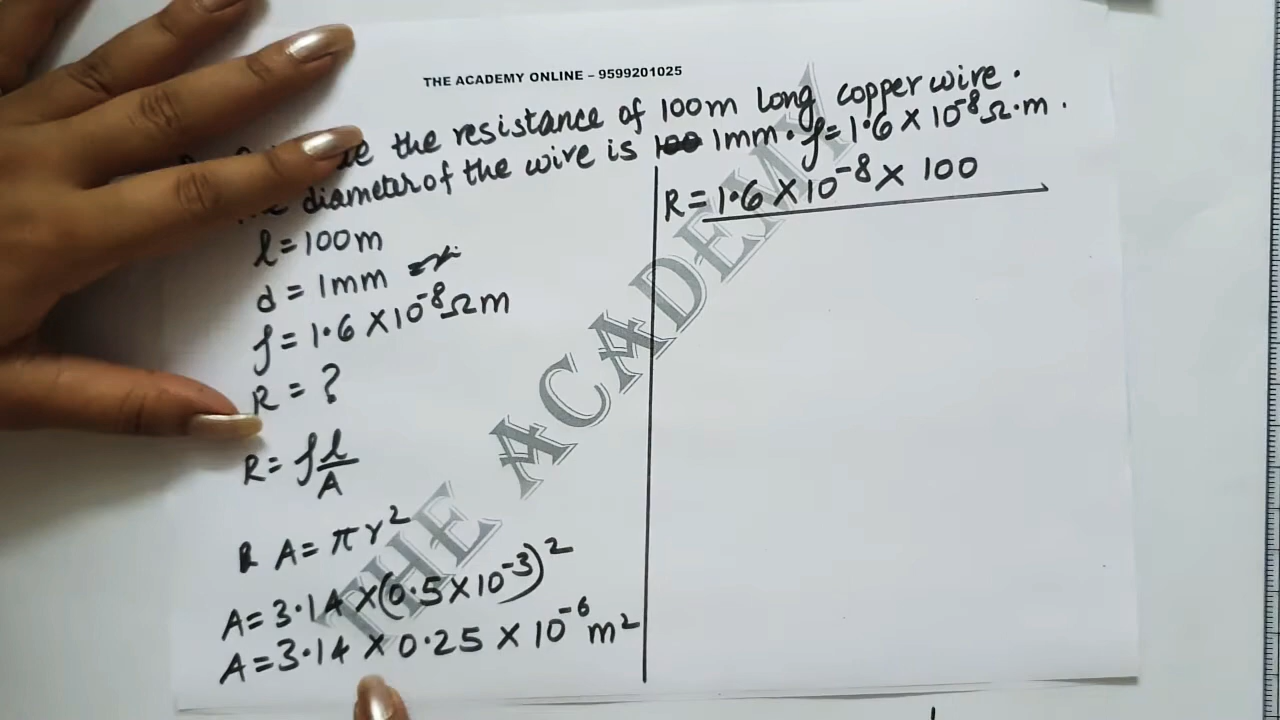 THE ACADEMY ONLINE – 9599201025
the resistance of 100m long copper wire.
diameter of the wire is 1mm. ρ=1.6 × 10⁻⁸ Ω·m.
l = 100m
d = 1mm
ρ = 1.6 × 10⁻⁸ Ωm
R = ?
R = ρ l/A
A = πr²
A = 3.14 × (0.5 × 10⁻³)²
A = 3.14 × 0.25 × 10⁻⁶ m²
R = 1.6 × 10⁻⁸ × 100
THE ACADEMY